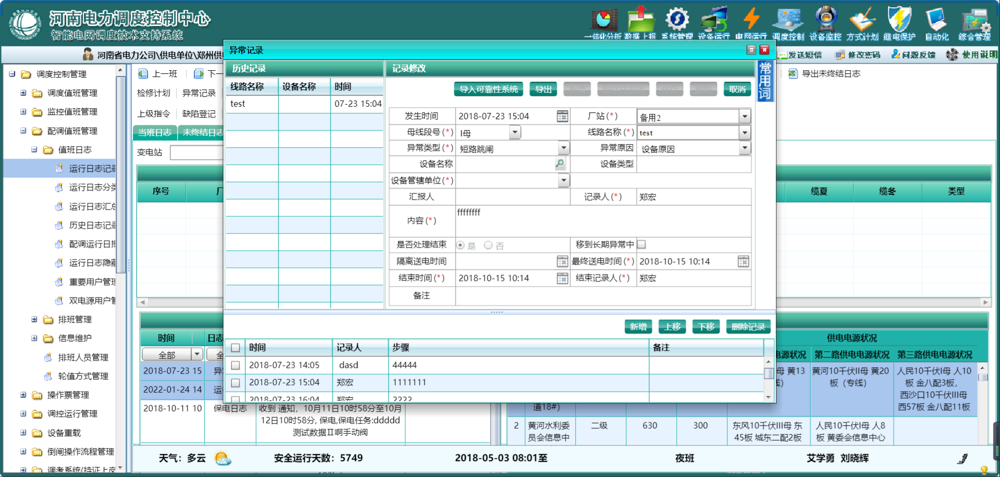 河南电力调度控制中心
智能电网调度技术支持系统
一体化分析 数据上报 系统管理 设备运行 电网运行 调度控制 设备监控 方式计划 继电保护 自动化 综合管理
河南省电力公司\供电单位\郑州供
发送短信 修改密码 问题反馈 使用说明
调度控制管理
调度值班管理
监控值班管理
配调值班管理
值班日志
运行日志记录
运行日志分类
运行日志汇总
历史日志记录
配调运行日报
运行日志隐藏
重要用户管理
双电源用户管
排班管理
信息维护
排班人员管理
轮值方式管理
操作票管理
调控运行管理
设备重载
倒闸操作流程管理
调考系统(持证上岗
上一班 下一
导出未终结日志
检修计划 异常记录
上级指令 缺陷登记
当班日志 未终结日志
变电站
序号 厂
缆夏 缆冬 类型
异常记录
历史记录
线路名称 设备名称 时间
test 07-23 15:04
记录修改
常用词
导入可靠性系统 导出 取消
发生时间 2018-07-23 15:04 厂站(*) 备用2
母线段号(*) I母 线路名称(*) test
异常类型(*) 短路跳闸 异常原因 设备原因
设备名称 设备类型
设备管辖单位(*)
汇报人 记录人(*) 郑宏
内容(*) ffffffff
是否处理结束 是 否 移到长期异常中
隔离送电时间 最终送电时间(*) 2018-10-15 10:14
结束时间(*) 2018-10-15 10:14 结束记录人(*) 郑宏
备注
新增 上移 下移 删除记录
时间 记录人 步骤 备注
2018-07-23 14:05 dasd 44444
2018-07-23 15:04 郑宏 1111111
2018-07-23 16:04 郑宏 2222
时间 日志
全部 全
2018-07-23 15 异常
2022-01-24 14 运
2018-10-11 10 保电日志 收到 通知，10月11日10时58分至10月
12日10时58分, 保电,保电任务:ddddd
测试数据Ⅱ啊手动阀
供电电源状况
电源状况 第二路供电电源状况 第三路供电电源状况
母 黄13 黄河10千伏II母 黄20 人民10千伏I母 人10
线) 板（专线） 板 金八配3板，
西沙口10千伏III母
道18#) 西57板 金八配11板
2 黄河水利委 二级 630 300 东风10千伏III母 东 人民10千伏I母 人8
员会信息中 45板 城东二配2板 板 黄委会信息中心
天气：多云 安全运行天数：5749 2018-05-03 08:01至 夜班 艾学勇 刘晓辉